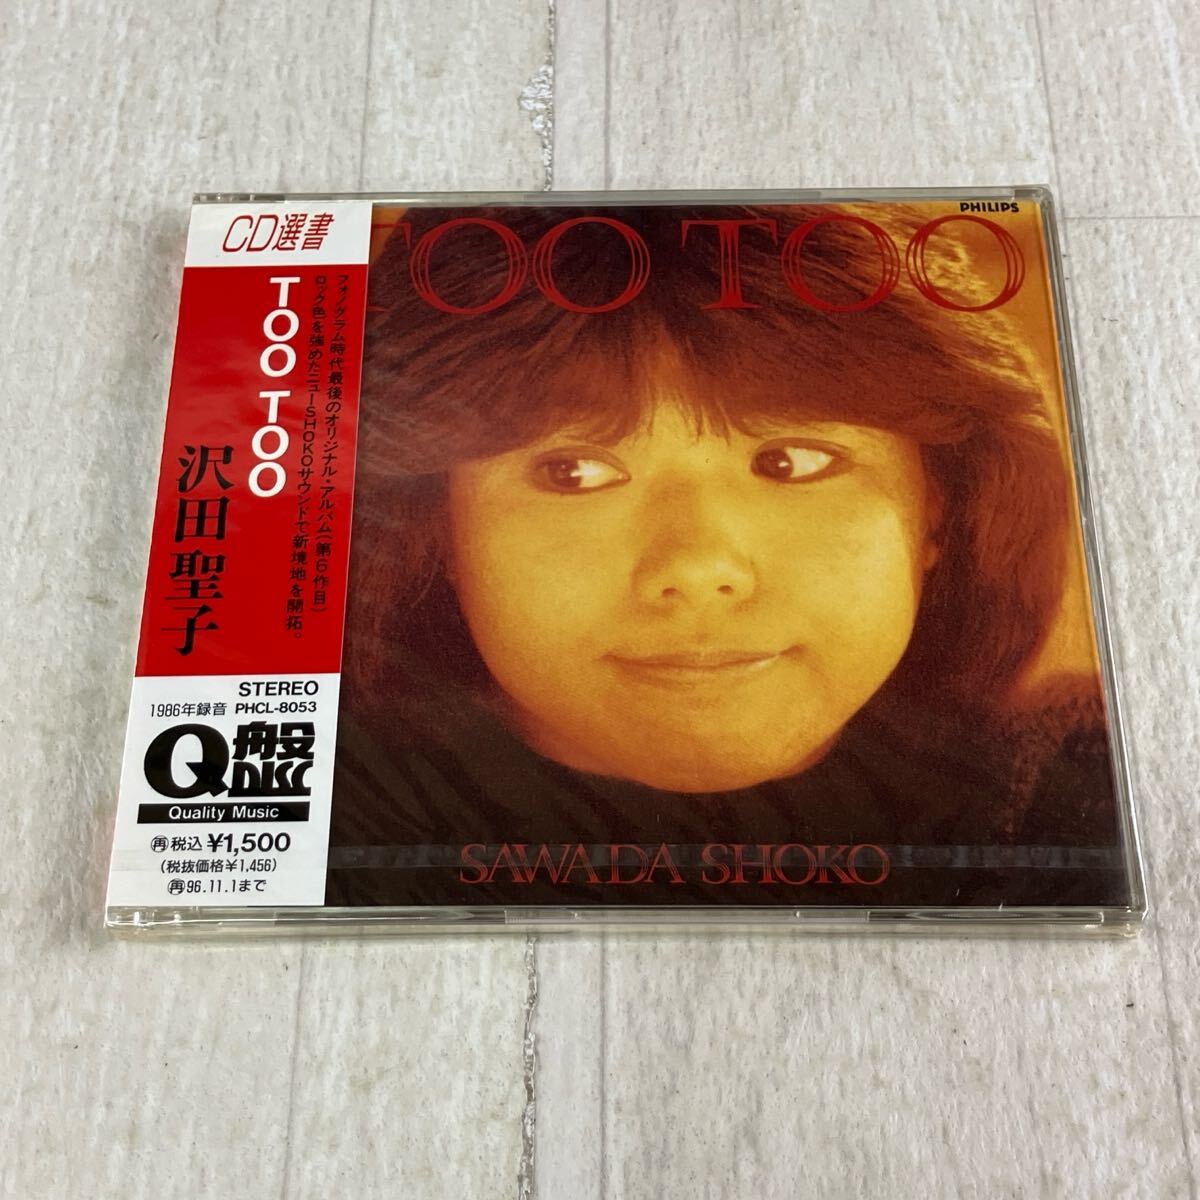 CD選書
TOO TOO
沢田聖子
フォノグラム時代最後のオリジナル・アルバム(第6作目)
ロック色を強めたニューSHOKOサウンドで新境地を開拓。
STEREO
1986年録音 PHCL-8053
Q盤
DISC
Quality Music
再税込 ¥1,500
(税抜価格¥1,456)
再96.11.1まで
PHILIPS
TOO TOO
SAWADA SHOKO